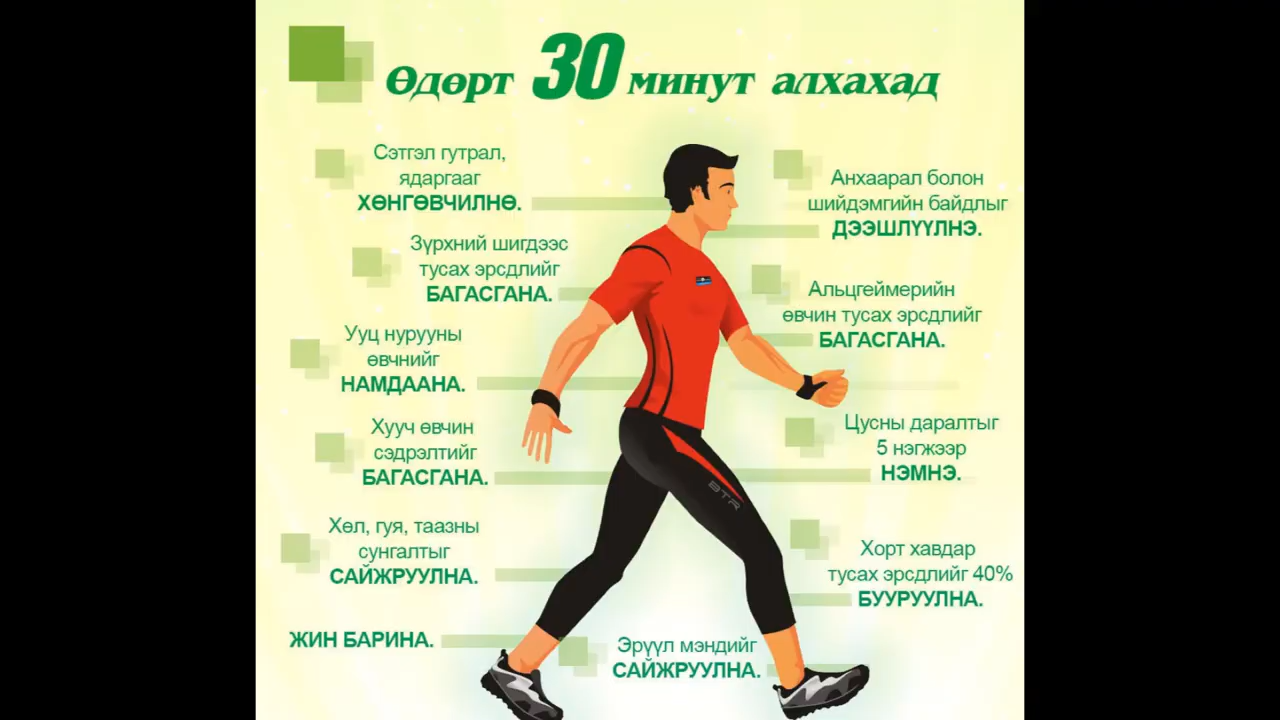 Өдөрт 30 минут алхахад
Сэтгэл гутрал,
ядаргааг
ХӨНГӨВЧИЛНӨ.
Зүрхний шигдээс
тусах эрсдлийг
БАГАСГАНА.
Ууц нурууны
өвчнийг
НАМДААНА.
Хууч өвчин
сэдрэлтийг
БАГАСГАНА.
Хөл, гуя, таазны
сунгалтыг
САЙЖРУУЛНА.
ЖИН БАРИНА.
Анхаарал болон
шийдэмгийн байдлыг
ДЭЭШЛҮҮЛНЭ.
Альцгеймерийн
өвчин тусах эрсдлийг
БАГАСГАНА.
Цусны даралтыг
5 нэгжээр
НЭМНЭ.
Хорт хавдар
тусах эрсдлийг 40%
БУУРУУЛНА.
Эрүүл мэндийг
САЙЖРУУЛНА.
BTR